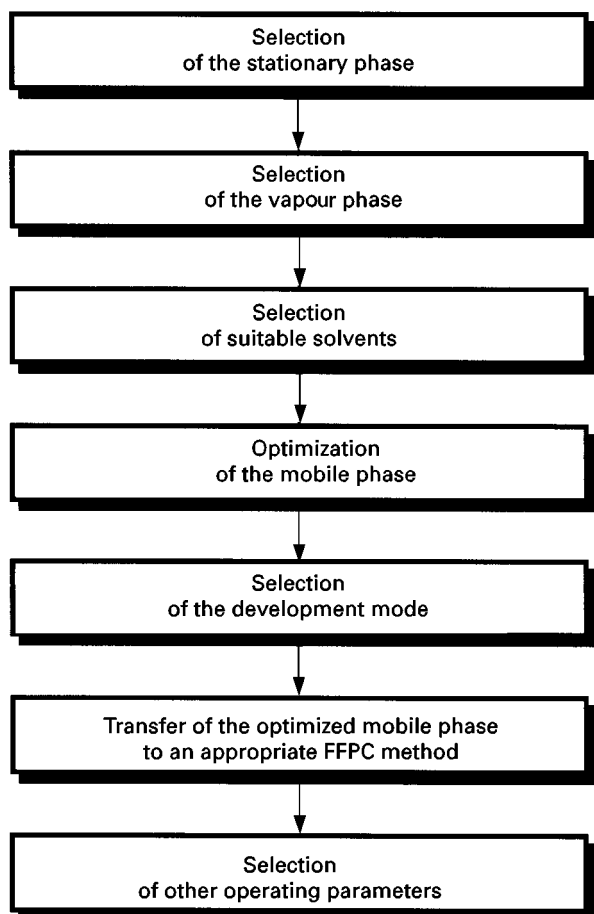 Selection
of the stationary phase
Selection
of the vapour phase
Selection
of suitable solvents
Optimization
of the mobile phase
Selection
of the development mode
Transfer of the optimized mobile phase
to an appropriate FFPC method
Selection
of other operating parameters